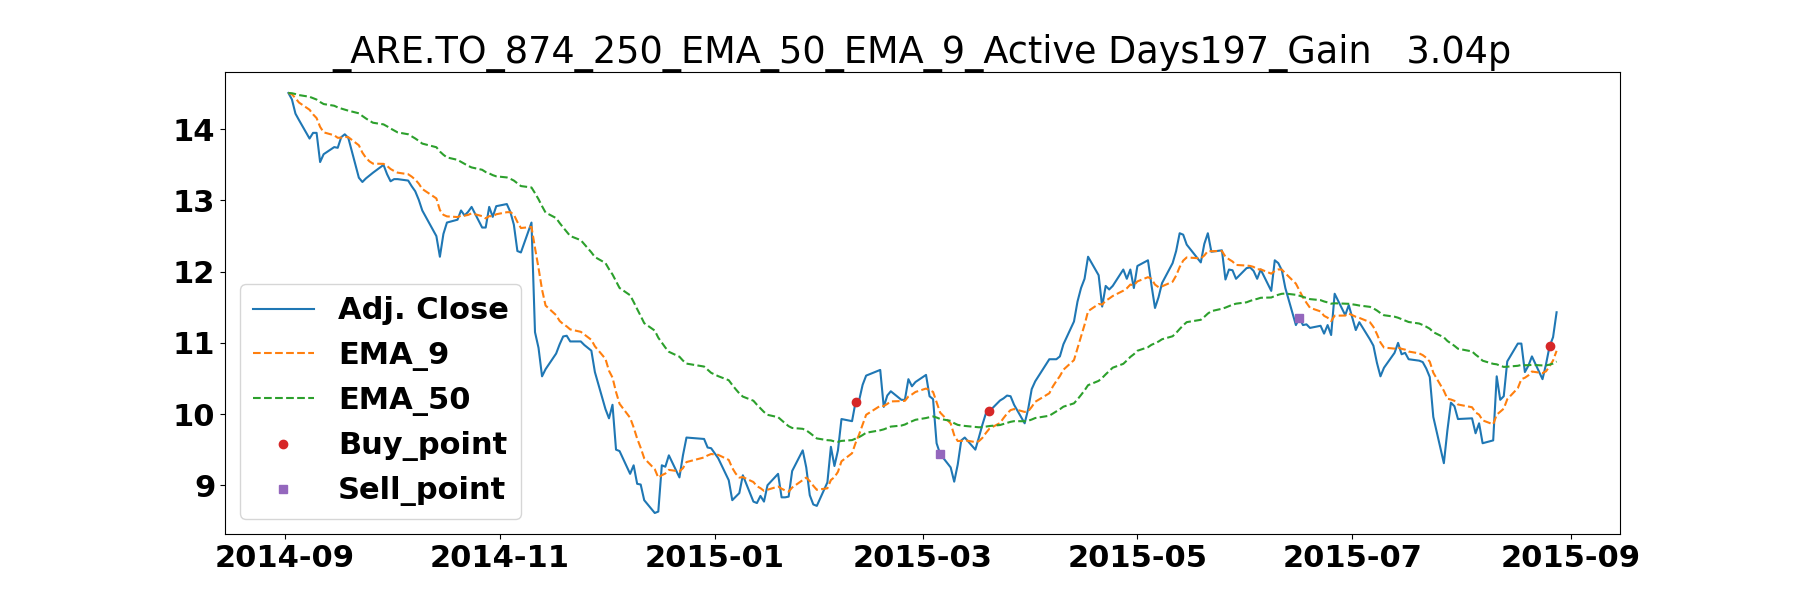 _ARE.TO_874_250_EMA_50_EMA_9_Active Days197_Gain   3.04p
14
13
12
11
10
9
Adj. Close
EMA_9
EMA_50
Buy_point
Sell_point
2014-09 2014-11 2015-01 2015-03 2015-05 2015-07 2015-09